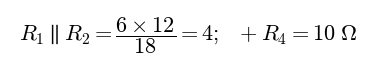 R₁ ∥ R₂ = 6 × 12 / 18 = 4; + R₄ = 10 Ω